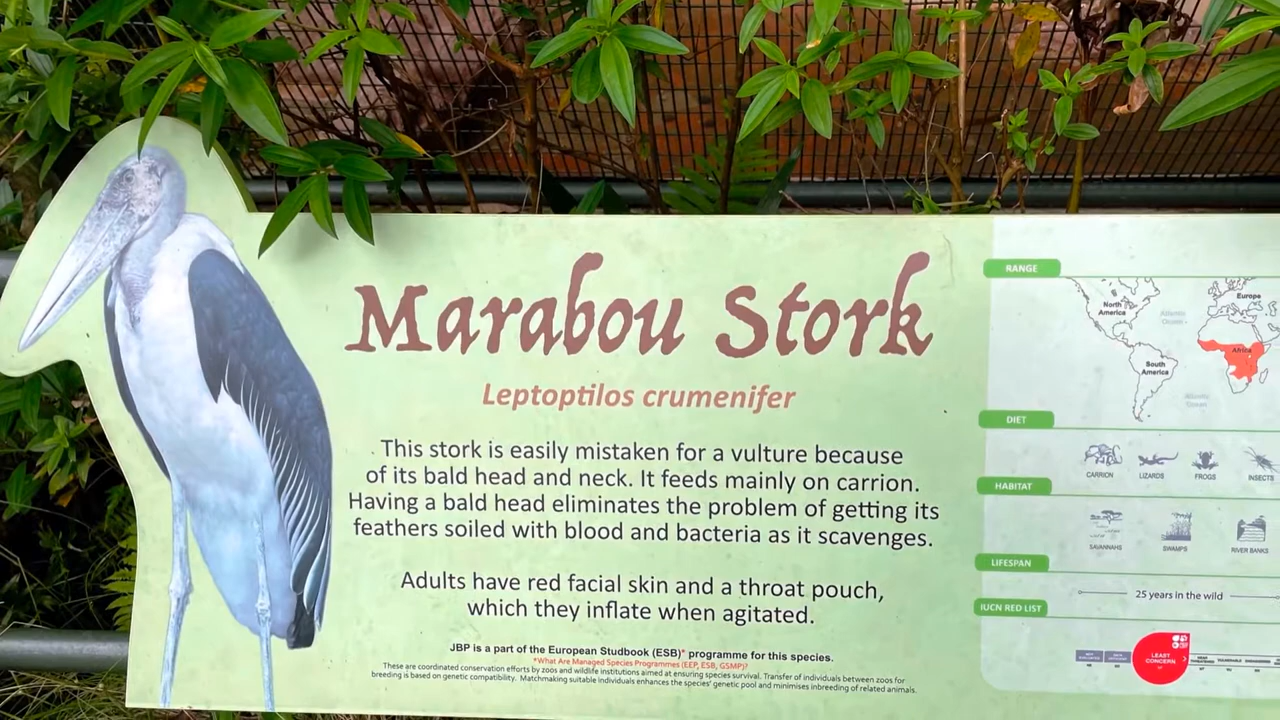 Marabou Stork
Leptoptilos crumenifer
This stork is easily mistaken for a vulture because
of its bald head and neck. It feeds mainly on carrion.
Having a bald head eliminates the problem of getting its
feathers soiled with blood and bacteria as it scavenges.
Adults have red facial skin and a throat pouch,
which they inflate when agitated.
JBP is a part of the European Studbook (ESB)* programme for this species.
*What Are Managed Species Programmes (EEP, ESB, GSMP)?
These are coordinated conservation efforts by zoos and wildlife institutions aimed at ensuring species survival. Transfer of individuals between zoos for
breeding is based on genetic compatibility. Matchmaking suitable individuals enhances the species' genetic pool and minimises inbreeding of related animals.
RANGE
North
America
Atlantic
Ocean
Europe
Africa
South
America
Atlantic
Ocean
DIET
CARRION LIZARDS FROGS INSECTS
HABITAT
SAVANNAHS SWAMPS RIVER BANKS
LIFESPAN
25 years in the wild
IUCN RED LIST
LEAST
CONCERN